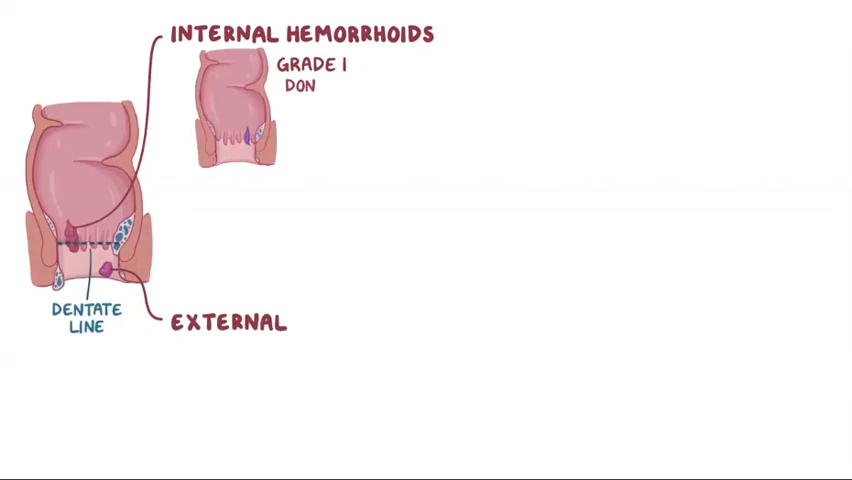 INTERNAL HEMORRHOIDS
GRADE I
DON
DENTATE
LINE
EXTERNAL